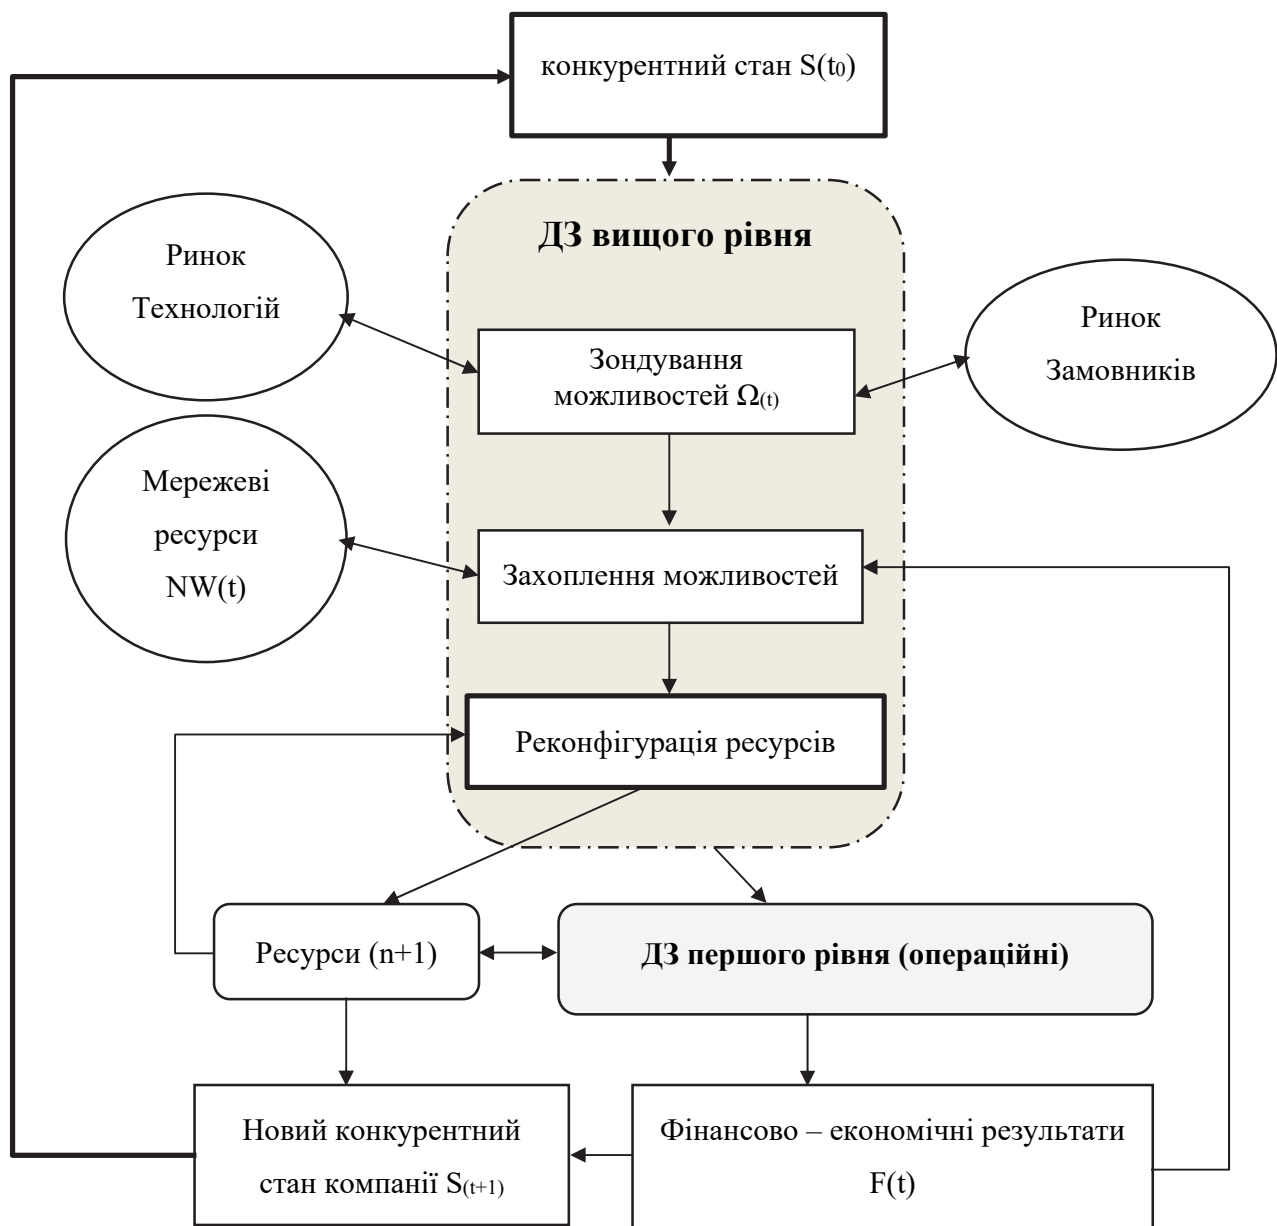 конкурентний стан S(t0)
ДЗ вищого рівня
Ринок
Технологій
Ринок
Замовників
Зондування
можливостей Ω(t)
Мережеві
ресурси
NW(t)
Захоплення можливостей
Реконфігурація ресурсів
Ресурси (n+1)
ДЗ першого рівня (операційні)
Новий конкурентний
стан компанії S(t+1)
Фінансово – економічні результати
F(t)